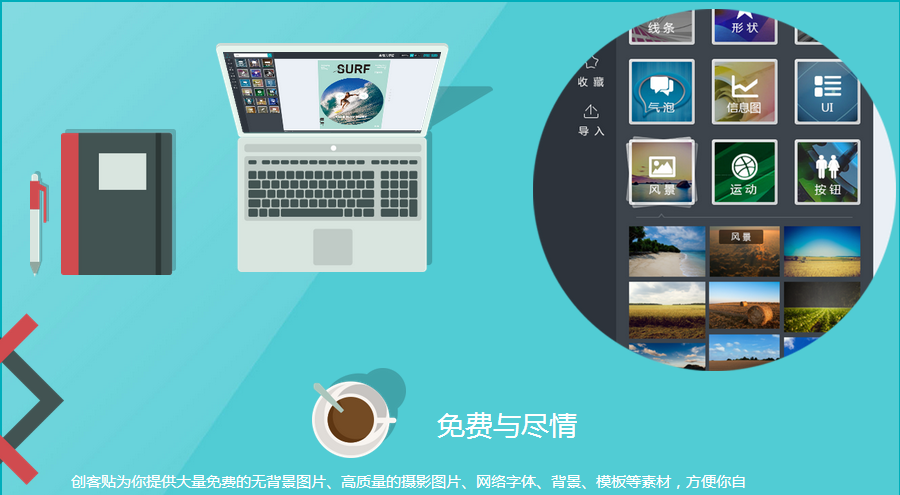 SURF
线条
形状
收藏
气泡
信息图
UI
导入
风景
运动
按钮
风景
免费与尽情
创客贴为你提供大量免费的无背景图片、高质量的摄影图片、网络字体、背景、模板等素材，方便你自